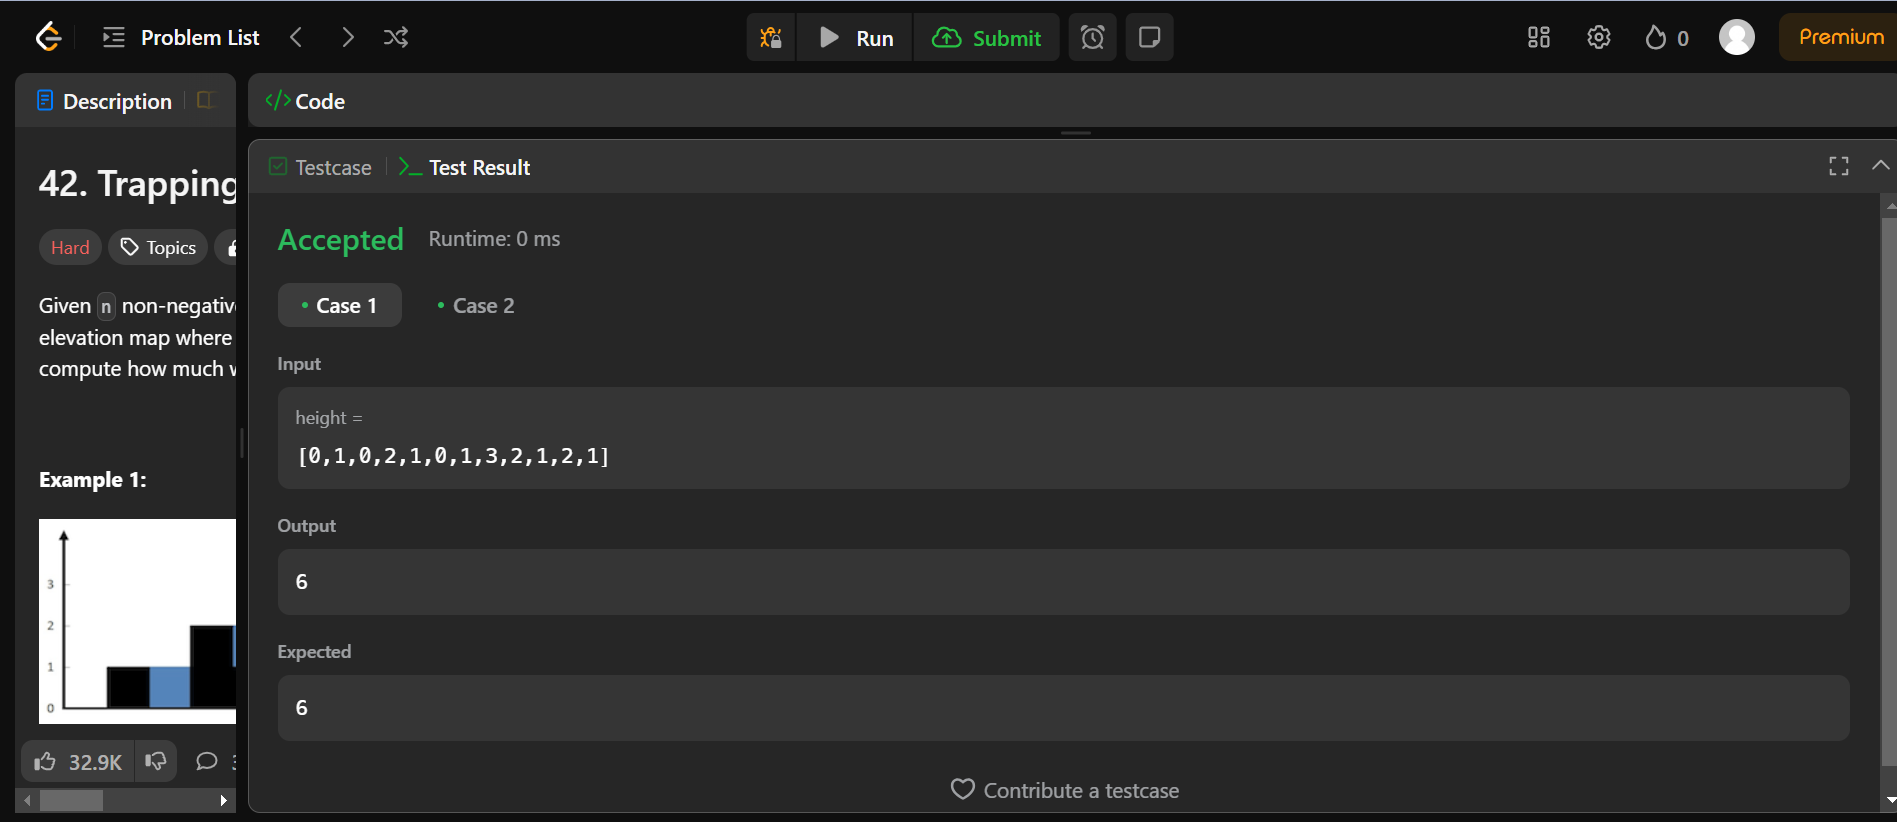 Problem List
Run
Submit
0
Premium
Description
Code
42. Trapping
Hard
Topics
Given n non-negativ
elevation map where
compute how much
Example 1:
3
2
1
0
32.9K
Testcase
Test Result
Accepted
Runtime: 0 ms
Case 1
Case 2
Input
height =
[0,1,0,2,1,0,1,3,2,1,2,1]
Output
6
Expected
6
Contribute a testcase